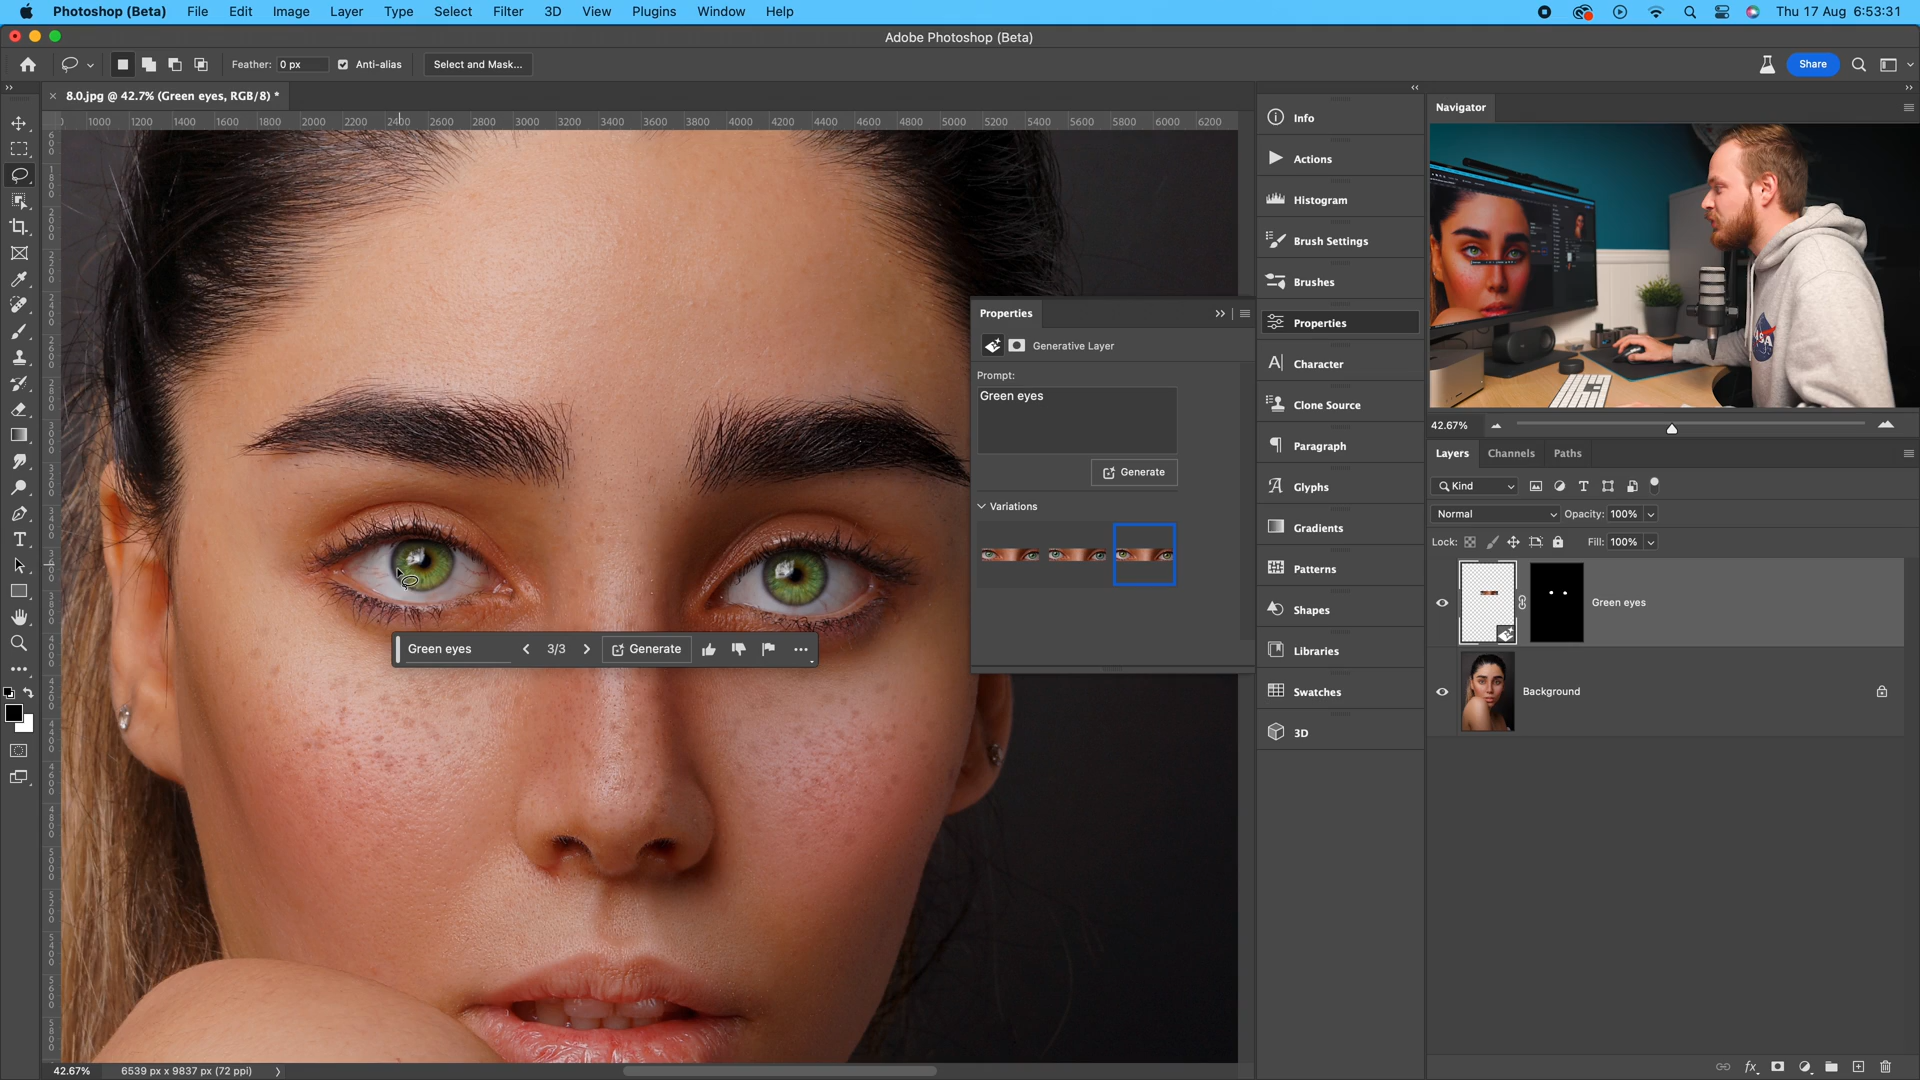 Photoshop (Beta) File Edit Image Layer Type Select Filter 3D View Plugins Window Help Thu 17 Aug 6:53:31
Adobe Photoshop (Beta)
Feather: 0 px Anti-alias Select and Mask... Share
8.0.jpg @ 42.7% (Green eyes, RGB/8) *
1000 1200 1400 1600 1800 2000 2200 2400 2600 2800 3000 3200 3400 3600 3800 4000 4200 4400 4600 4800 5000 5200 5400 5600 5800 6000 6200
Info
Actions
Histogram
Brush Settings
Brushes
Properties
Character
Clone Source
Paragraph
Glyphs
Gradients
Patterns
Shapes
Libraries
Swatches
3D
Properties
Generative Layer
Prompt:
Green eyes
Generate
Variations
Green eyes 3/3 Generate
Navigator
42.67%
Layers Channels Paths
Kind
Normal Opacity: 100%
Lock: Fill: 100%
Green eyes
Background
42.67% 6539 px x 9837 px (72 ppi)